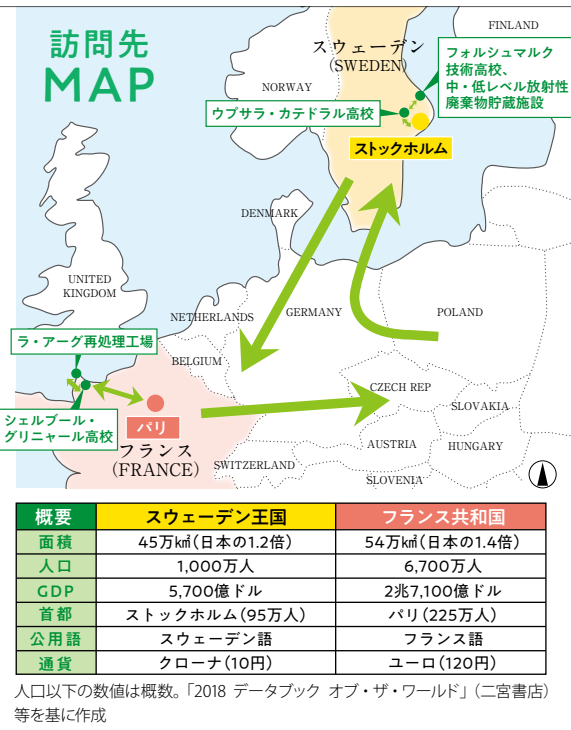 訪問先
MAP
FINLAND
スウェーデン
(SWEDEN)
フォルシュマルク
技術高校、
中・低レベル放射性
廃棄物貯蔵施設
NORWAY
ウプサラ・カテドラル高校
ストックホルム
DENMARK
UNITED
KINGDOM
NETHERLANDS
GERMANY
POLAND
ラ・アーグ再処理工場
BELGIUM
CZECH REP
SLOVAKIA
シェルブール・
グリニャール高校
パリ
フランス
(FRANCE)
AUSTRIA
HUNGARY
SWITZERLAND
SLOVENIA
概要 スウェーデン王国 フランス共和国
面積 45万㎢(日本の1.2倍) 54万㎢(日本の1.4倍)
人口 1,000万人 6,700万人
GDP 5,700億ドル 2兆7,100億ドル
首都 ストックホルム(95万人) パリ(225万人)
公用語 スウェーデン語 フランス語
通貨 クローナ(10円) ユーロ(120円)
人口以下の数値は概数。「2018 データブック オブ・ザ・ワールド」(二宮書店)
等を基に作成